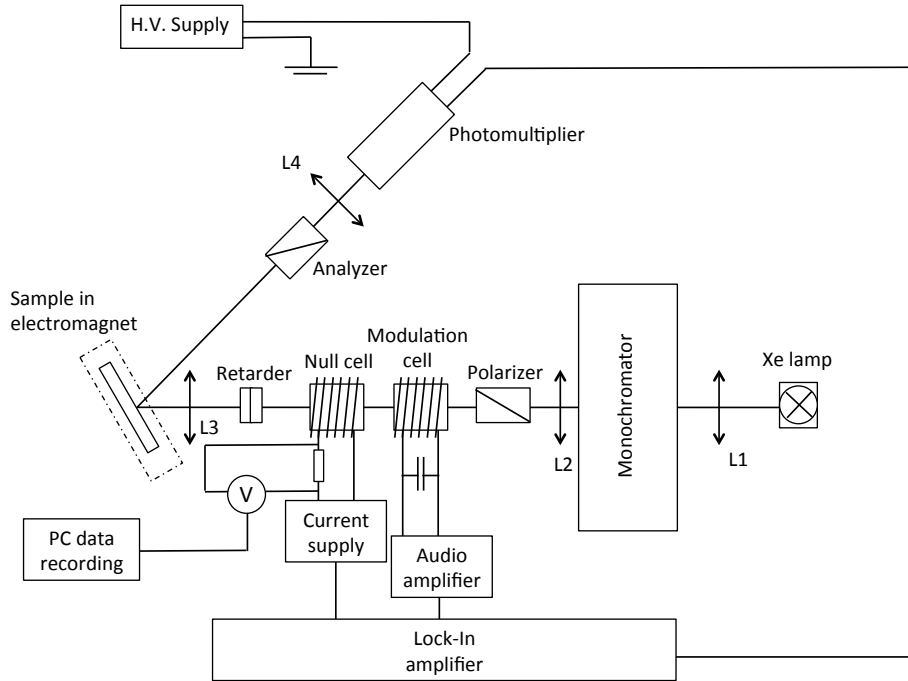 H.V. Supply
Photomultiplier
L4
Analyzer
Sample in
electromagnet
Retarder
Null cell
Modulation
cell
Polarizer
Monochromator
Xe lamp
L3
L2
L1
V
PC data
recording
Current
supply
Audio
amplifier
Lock-In
amplifier